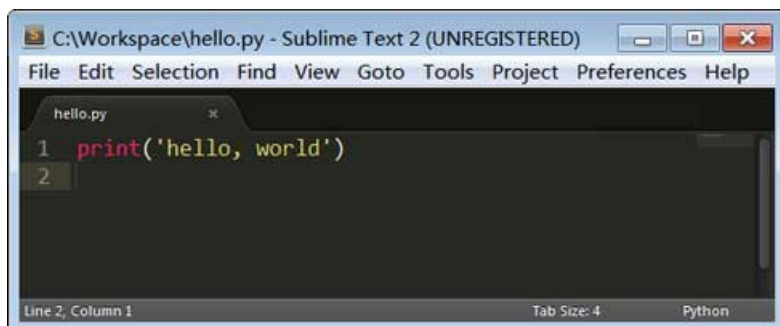 C:\Workspace\hello.py - Sublime Text 2 (UNREGISTERED)
File Edit Selection Find View Goto Tools Project Preferences Help
hello.py
1 print('hello, world')
2
Line 2, Column 1 Tab Size: 4 Python